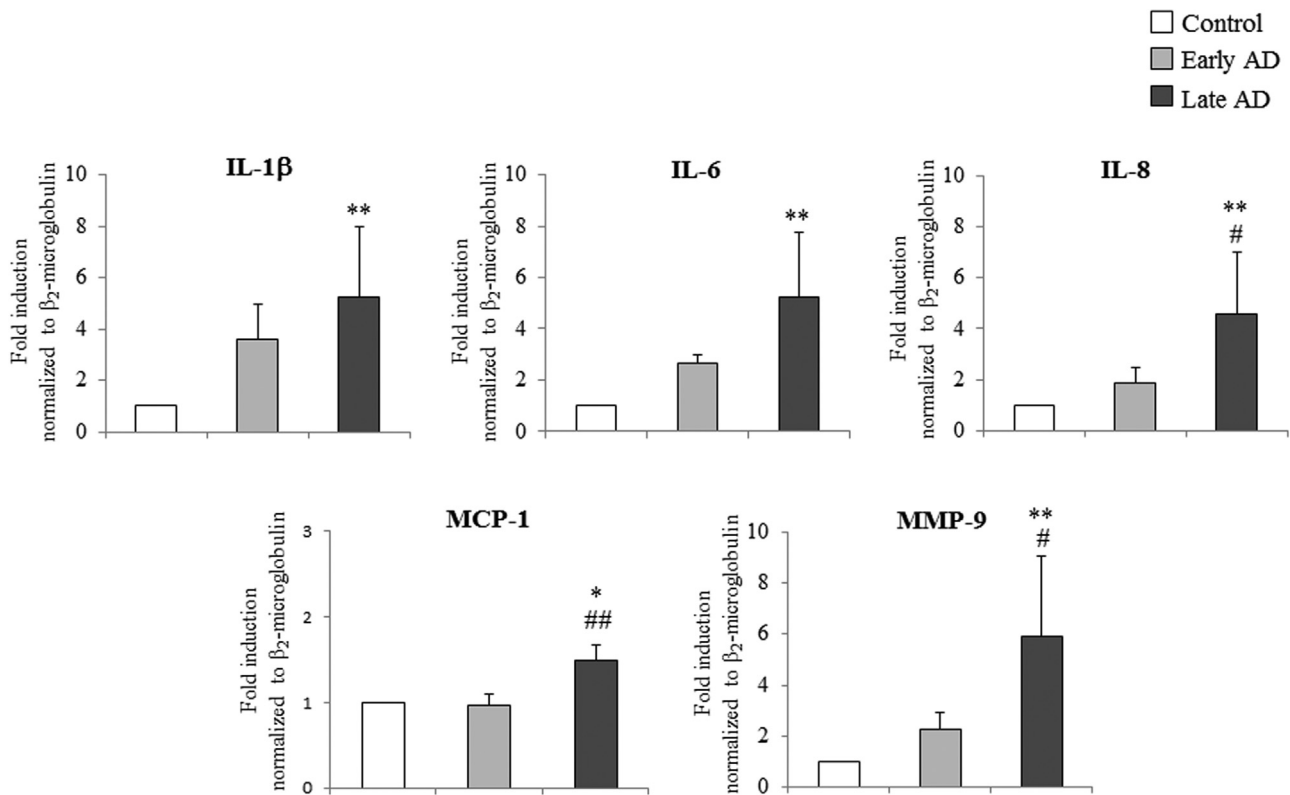 Control
Early AD
Late AD
IL-1β
Fold induction
normalized to β2-microglobulin
10
8
6
4
2
0
**
IL-6
Fold induction
normalized to β2-microglobulin
10
8
6
4
2
0
**
IL-8
Fold induction
normalized to β2-microglobulin
10
8
6
4
2
0
**
#
MCP-1
Fold induction
normalized to β2-microglobulin
3
2
1
0
*
##
MMP-9
Fold induction
normalized to β2-microglobulin
10
8
6
4
2
0
**
#